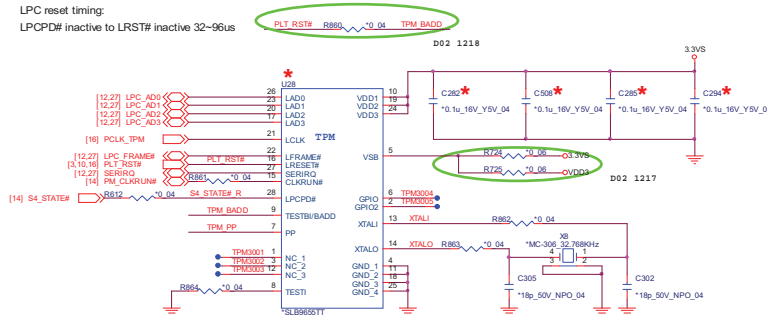 LPC reset timing:
LPCPD# inactive to LRST# inactive 32~96us
PLT_RST# R860 *0_04 TPM_BADD
D02 1218
3.3VS
*
U28
C282 * C508 * C285 * C294 *
*0.1u_16V_Y5V_04 *0.1u_16V_Y5V_04 *0.1u_16V_Y5V_04 *0.1u_16V_Y5V_0
[12,27] LPC_AD0 26 LAD0 VDD1 10
[12,27] LPC_AD1 23 LAD1 VDD2 19
[12,27] LPC_AD2 20 LAD2 VDD3 24
[12,27] LPC_AD3 17 LAD3
TPM
[16] PCLK_TPM 21 LCLK
[12,27] LPC_FRAME# 22 LFRAME# VSB 5 R724 *0_06 3.3VS
[3,10,16] PLT_RST# PLT_RST# 16 LRESET#
[12,27] SERIRQ 27 SERIRQ R725 *0_06 VDD3
D02 1217
[14] PM_CLKRUN# R861 *0_04 15 CLKRUN#
[14] S4_STATE# R612 *0_04 S4_STATE#_R 28 LPCPD# GPIO 6 TPM3004
GPIO2 2 TPM3005
TPM_BADD 9 TESTBI/BADD
XTALI 13 XTALI R862 *0_04
TPM_PP 7 PP
XTALO 14 XTALO R863 *0_04
X8
*MC-306_32.768KHz
4 1
3 2
TPM3001 1 NC_1 GND_1 4
TPM3002 3 NC_2 GND_2 11
TPM3003 12 NC_3 GND_3 18
GND_4 25
R864 *0_04 8 TESTI
C305 C302
*18p_50V_NPO_04 *18p_50V_NPO_04
*SLB9655TT